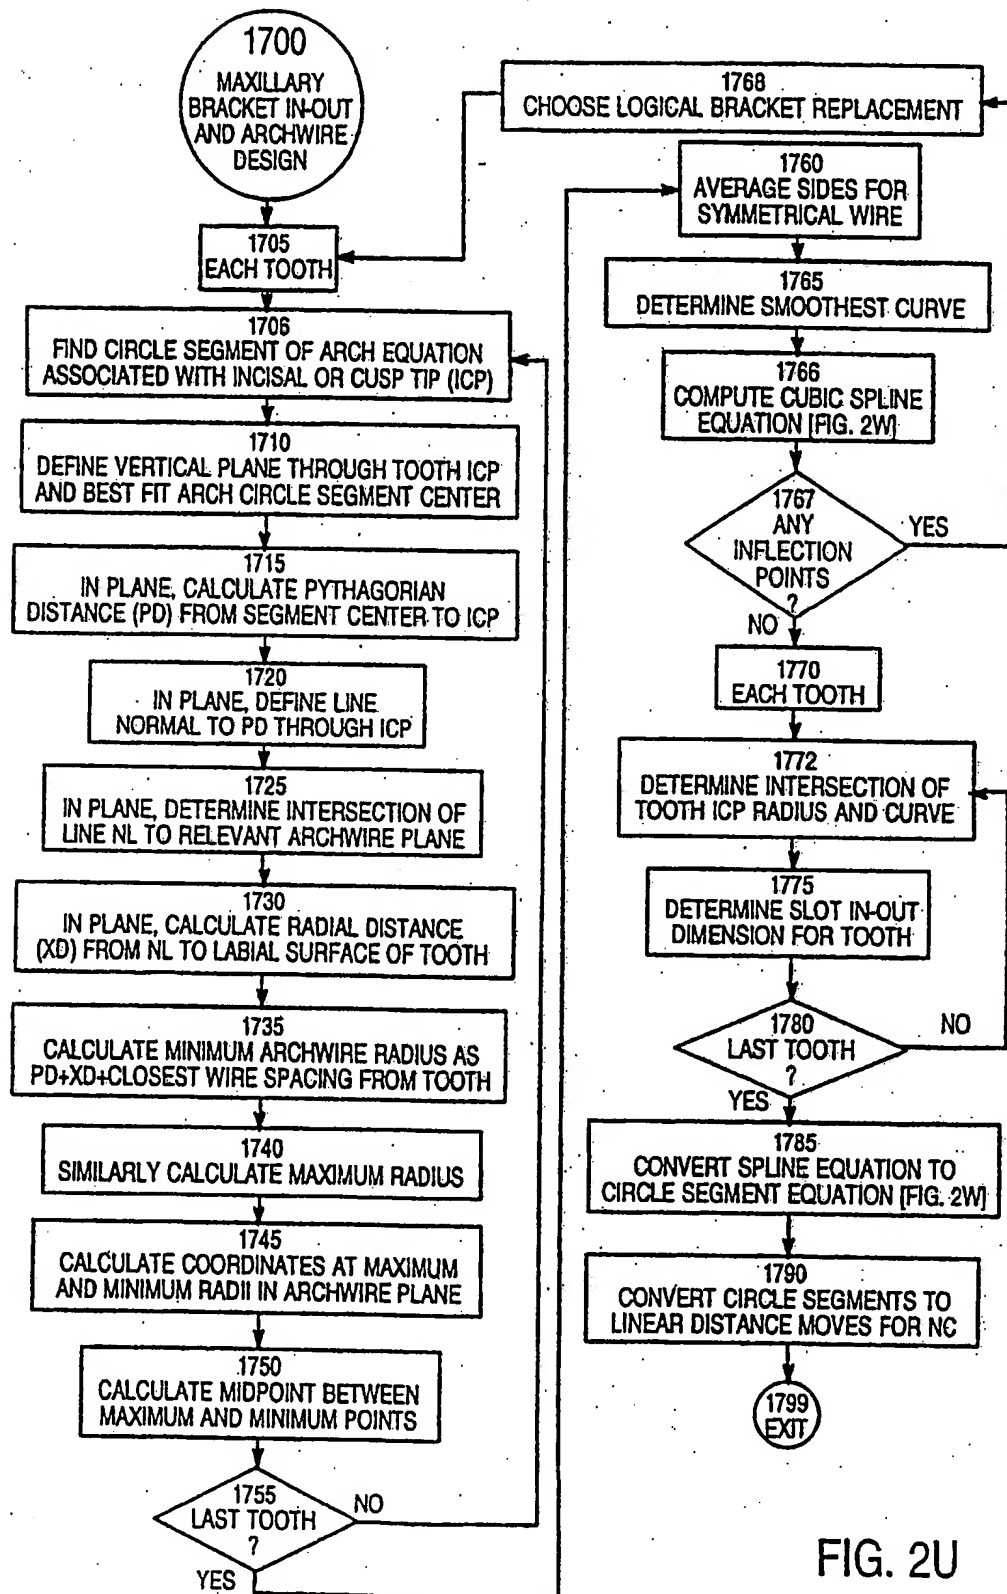 1700
MAXILLARY
BRACKET IN-OUT
AND ARCHWIRE
DESIGN
1705
EACH TOOTH
1706
FIND CIRCLE SEGMENT OF ARCH EQUATION
ASSOCIATED WITH INCISAL OR CUSP TIP (ICP)
1710
DEFINE VERTICAL PLANE THROUGH TOOTH ICP
AND BEST FIT ARCH CIRCLE SEGMENT CENTER
1715
IN PLANE, CALCULATE PYTHAGORIAN
DISTANCE (PD) FROM SEGMENT CENTER TO ICP
1720
IN PLANE, DEFINE LINE
NORMAL TO PD THROUGH ICP
1725
IN PLANE, DETERMINE INTERSECTION OF
LINE NL TO RELEVANT ARCHWIRE PLANE
1730
IN PLANE, CALCULATE RADIAL DISTANCE
(XD) FROM NL TO LABIAL SURFACE OF TOOTH
1735
CALCULATE MINIMUM ARCHWIRE RADIUS AS
PD+XD+CLOSEST WIRE SPACING FROM TOOTH
1740
SIMILARLY CALCULATE MAXIMUM RADIUS
1745
CALCULATE COORDINATES AT MAXIMUM
AND MINIMUM RADII IN ARCHWIRE PLANE
1750
CALCULATE MIDPOINT BETWEEN
MAXIMUM AND MINIMUM POINTS
1755
LAST TOOTH
?
NO
YES
1768
CHOOSE LOGICAL BRACKET REPLACEMENT
1760
AVERAGE SIDES FOR
SYMMETRICAL WIRE
1765
DETERMINE SMOOTHEST CURVE
1766
COMPUTE CUBIC SPLINE
EQUATION [FIG. 2W]
1767
ANY
INFLECTION
POINTS
?
YES
NO
1770
EACH TOOTH
1772
DETERMINE INTERSECTION OF
TOOTH ICP RADIUS AND CURVE
1775
DETERMINE SLOT IN-OUT
DIMENSION FOR TOOTH
1780
LAST TOOTH
?
NO
YES
1785
CONVERT SPLINE EQUATION TO
CIRCLE SEGMENT EQUATION [FIG. 2W]
1790
CONVERT CIRCLE SEGMENTS TO
LINEAR DISTANCE MOVES FOR NC
1799
EXIT
FIG. 2U